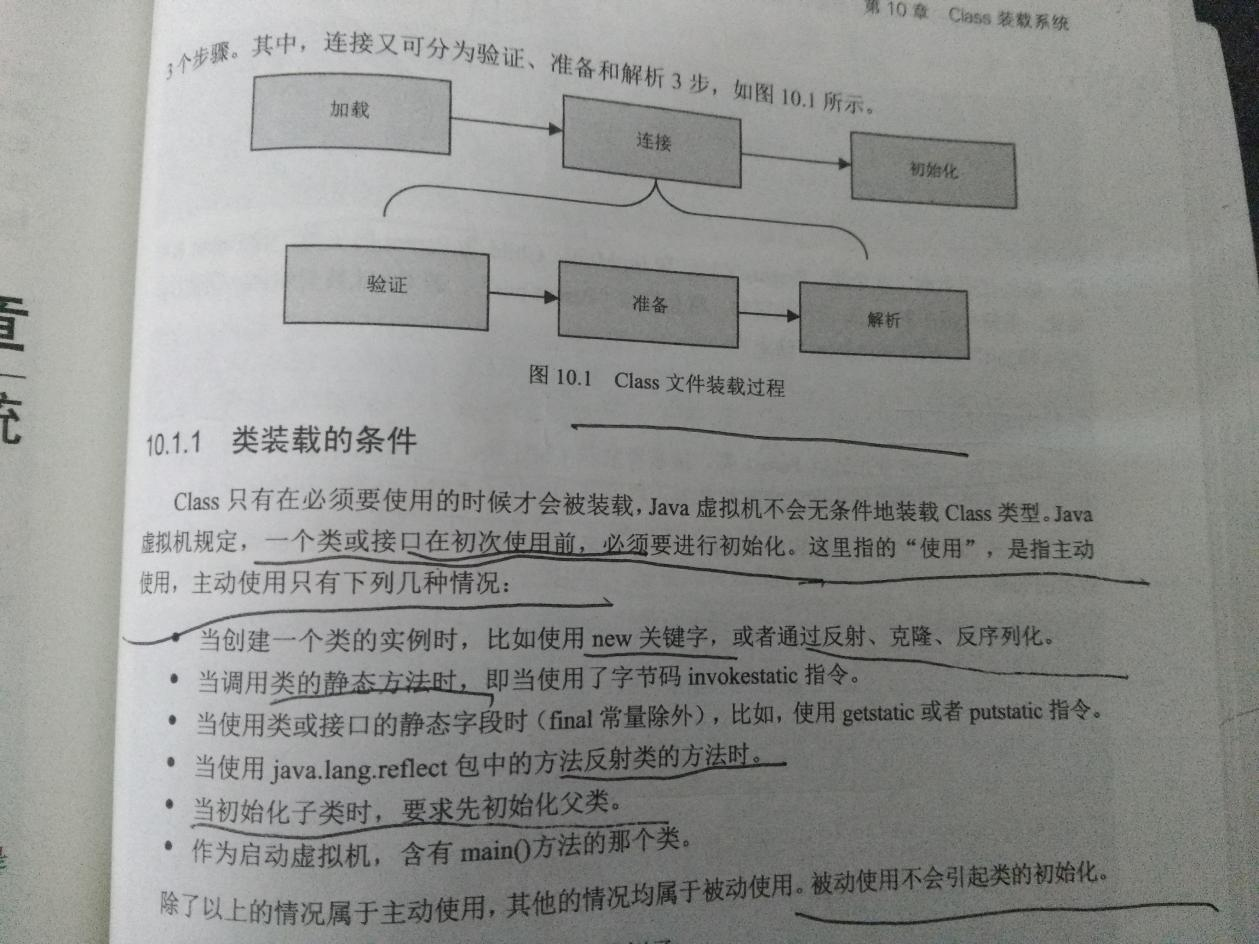 第 10 章 Class 装载系统
3 个步骤。其中，连接又可分为验证、准备和解析 3 步，如图 10.1 所示。
加载
连接
初始化
验证
准备
解析
图 10.1 Class 文件装载过程
10.1.1 类装载的条件
Class 只有在必须要使用的时候才会被装载，Java 虚拟机不会无条件地装载 Class 类型。Java
虚拟机规定，一个类或接口在初次使用前，必须要进行初始化。这里指的“使用”，是指主动
使用，主动使用只有下列几种情况：
• 当创建一个类的实例时，比如使用 new 关键字，或者通过反射、克隆、反序列化。
• 当调用类的静态方法时，即当使用了字节码 invokestatic 指令。
• 当使用类或接口的静态字段时（final 常量除外），比如，使用 getstatic 或者 putstatic 指令。
• 当使用 java.lang.reflect 包中的方法反射类的方法时。
• 当初始化子类时，要求先初始化父类。
• 作为启动虚拟机，含有 main()方法的那个类。
除了以上的情况属于主动使用，其他的情况均属于被动使用。被动使用不会引起类的初始化。